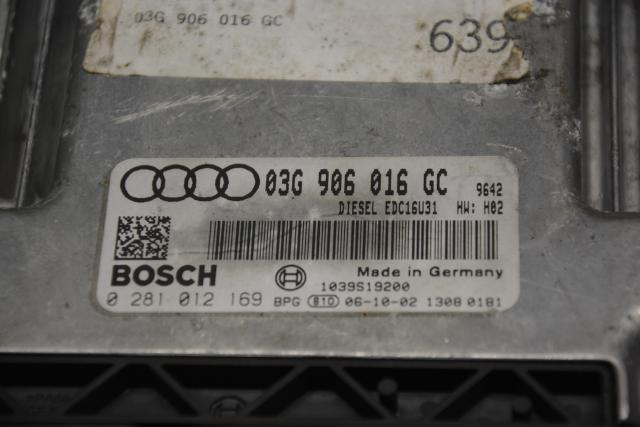 03G 906 016 GC
639
03G 906 016 GC 9642
DIESEL EDC16U31 HW: H02
BOSCH
Made in Germany
1039S19200
0 281 012 169 BPG 810 06-10-02 1308 0181